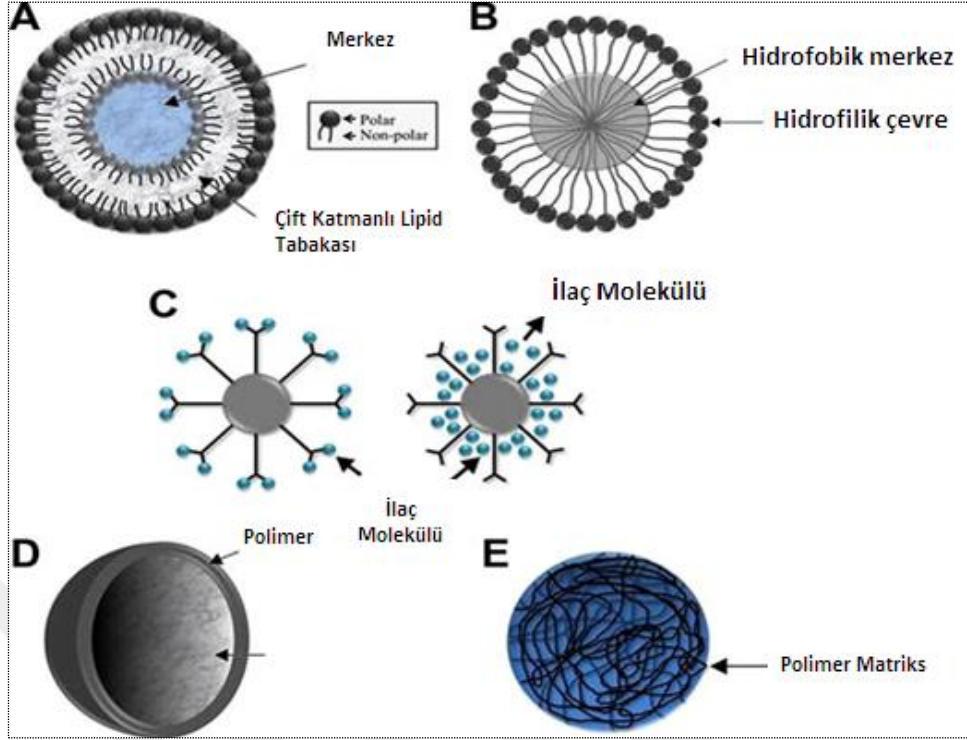 A
Merkez
Polar
Non-polar
Çift Katmanlı Lipid
Tabakası
B
Hidrofobik merkez
Hidrofilik çevre
C
İlaç Molekülü
İlaç
Molekülü
D
Polimer
E
Polimer Matriks